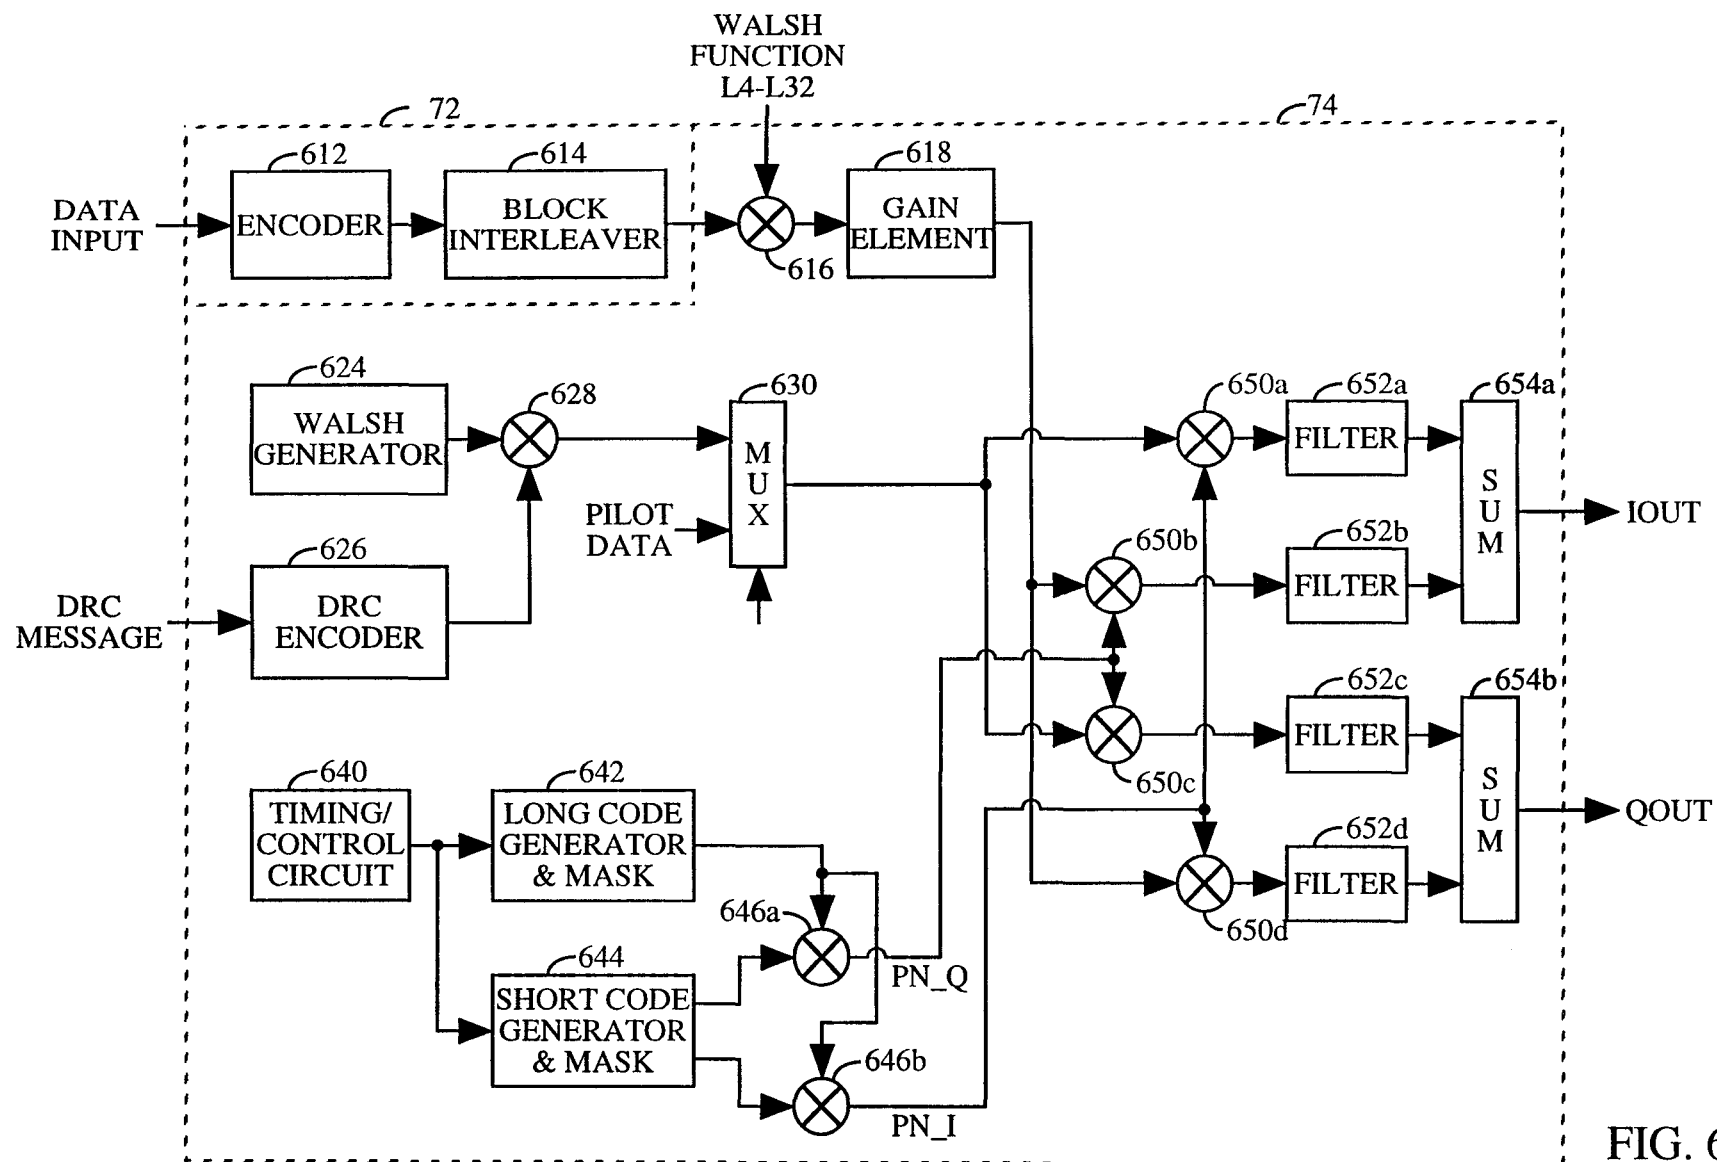 WALSH
FUNCTION
L4-L32
72
74
612
614
618
DATA
INPUT
ENCODER
BLOCK
INTERLEAVER
GAIN
ELEMENT
616
624
628
630
650a
652a
654a
WALSH
GENERATOR
M
U
X
FILTER
S
U
M
IOUT
PILOT
DATA
626
650b
652b
DRC
MESSAGE
DRC
ENCODER
FILTER
652c
654b
FILTER
640
642
650c
S
U
M
QOUT
TIMING/
CONTROL
CIRCUIT
LONG CODE
GENERATOR
& MASK
652d
FILTER
646a
650d
644
PN_Q
SHORT CODE
GENERATOR
& MASK
646b
PN_I
FIG. 6